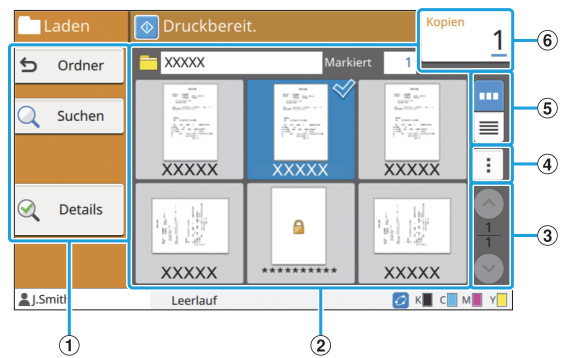 Laden
Druckbereit.
Kopien
1
Ordner
XXXXX
Markiert
1
Suchen
XXXXX
XXXXX
XXXXX
Details
XXXXX
**********
XXXXX
1
1
J.Smith
Leerlauf
K
C
M
Y
⑥
⑤
④
③
①
②